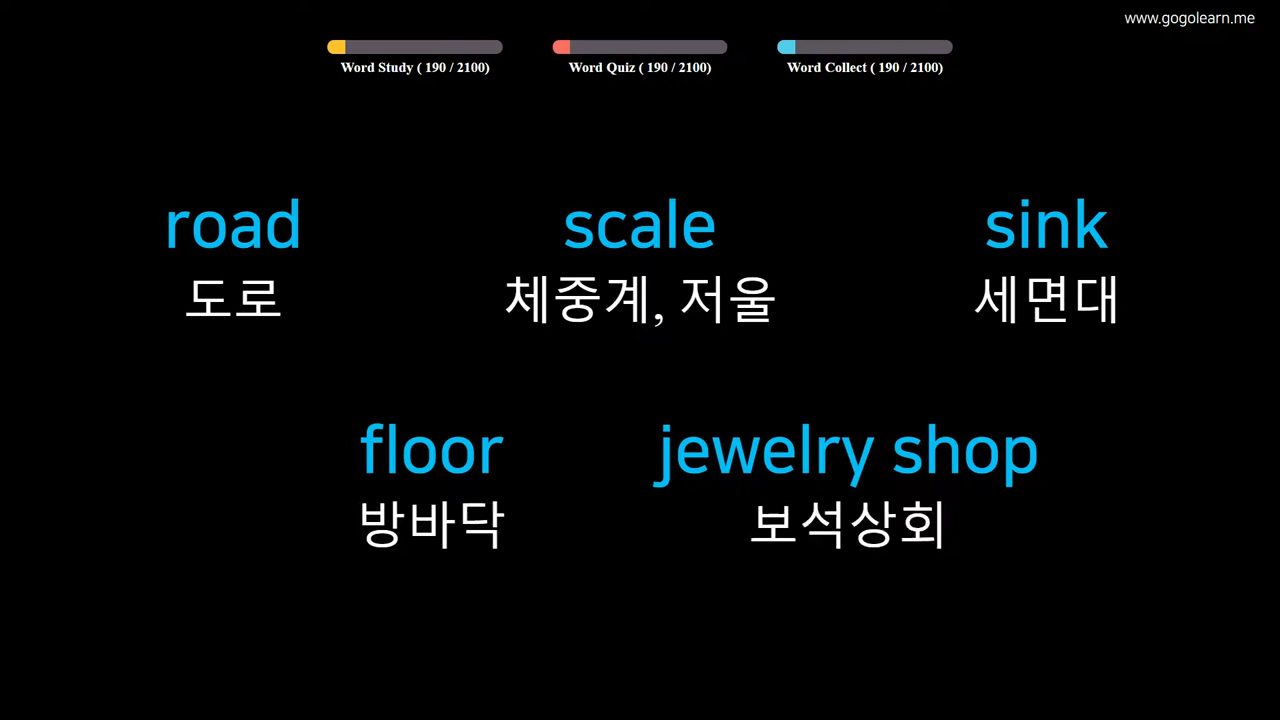 www.gogolearn.me
Word Study ( 190 / 2100)
Word Quiz ( 190 / 2100)
Word Collect ( 190 / 2100)
road
도로
scale
체중계, 저울
sink
세면대
floor
방바닥
jewelry shop
보석상회